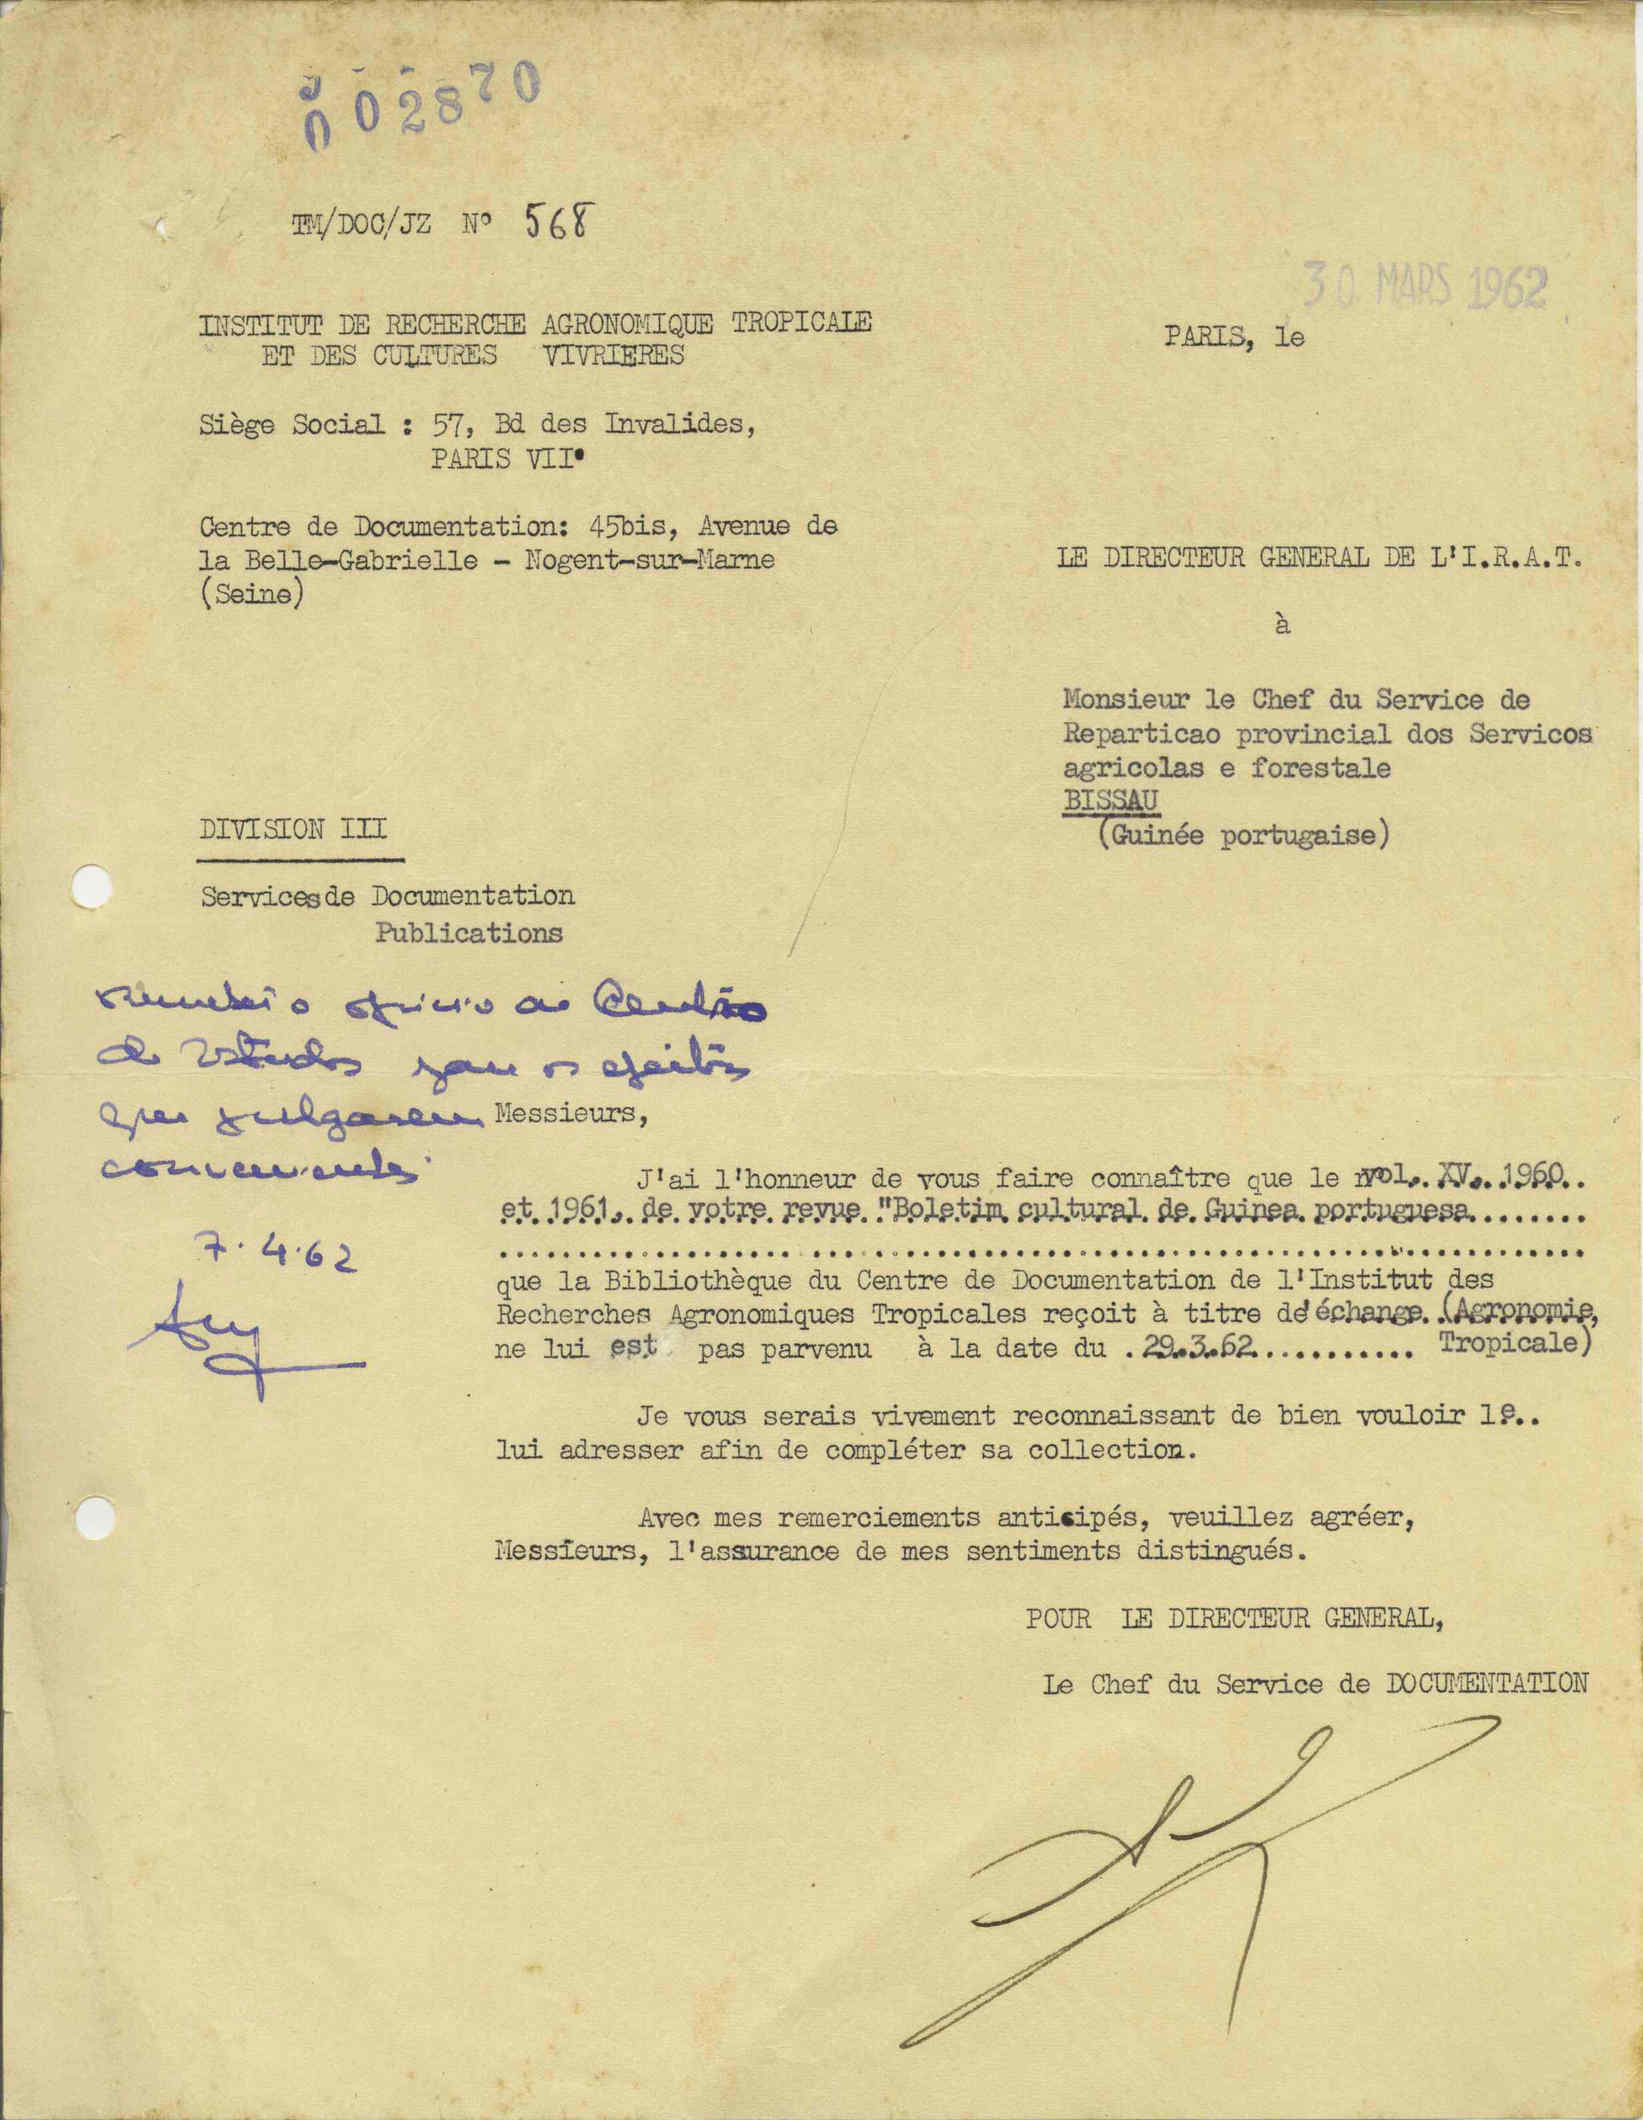 002870
TM/DOC/JZ N° 568
30 MARS 1962
INSTITUT DE RECHERCHE AGRONOMIQUE TROPICALE
ET DES CULTURES VIVRIERES
PARIS, le
Siège Social : 57, Bd des Invalides,
PARIS VII°
Centre de Documentation: 45bis, Avenue de
la Belle-Gabrielle - Nogent-sur-Marne
(Seine)
LE DIRECTEUR GENERAL DE L'I.R.A.T.
à
Monsieur le Chef du Service de
Reparticao provincial dos Servicos
agricolas e forestale
BISSAU
(Guinée portugaise)
DIVISION III
Services de Documentation
Publications
o oficio ao Centro
de Estudos para os efeitos
que julgarem
convenientes
7.4.62
Messieurs,
J'ai l'honneur de vous faire connaître que le vol. XV. 1960..
et 1961, de votre revue "Boletim cultural de Guinea portuguesa........
que la Bibliothèque du Centre de Documentation de l'Institut des
Recherches Agronomiques Tropicales reçoit à titre d'échange (Agronomie,
ne lui est pas parvenu à la date du .29.3.62........... Tropicale)
Je vous serais vivement reconnaissant de bien vouloir le..
lui adresser afin de compléter sa collection.
Avec mes remerciements anticipés, veuillez agréer,
Messieurs, l'assurance de mes sentiments distingués.
POUR LE DIRECTEUR GENERAL,
Le Chef du Service de DOCUMENTATION